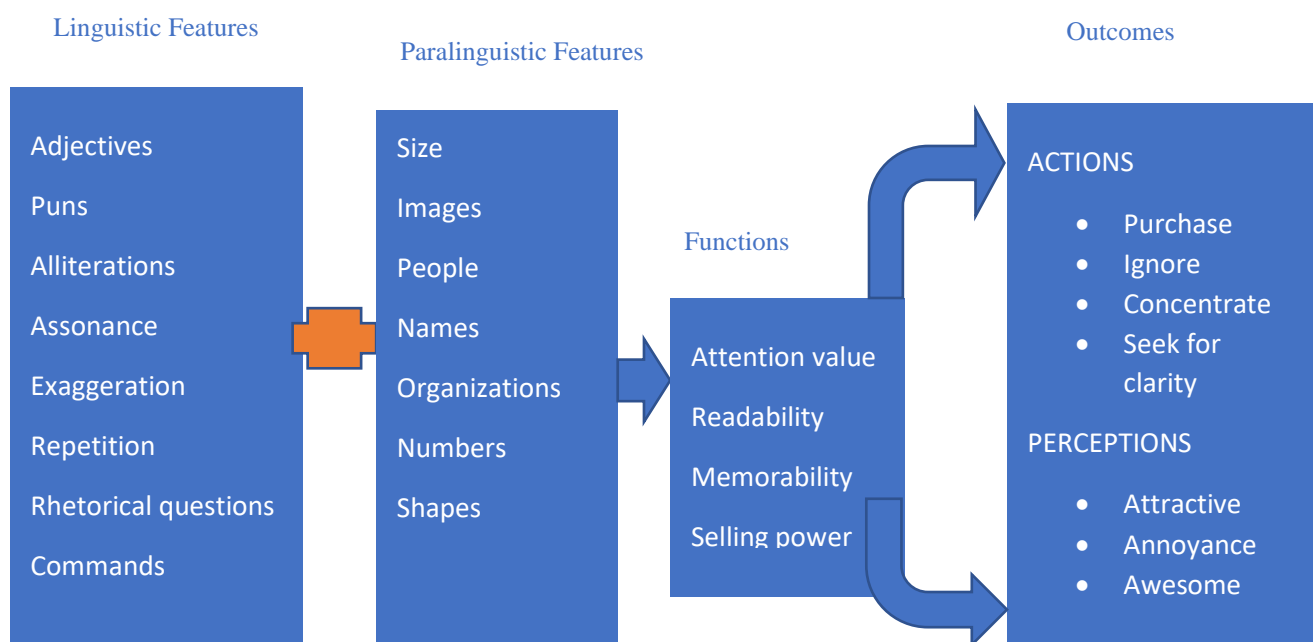 Linguistic Features
Adjectives
Puns
Alliterations
Assonance
Exaggeration
Repetition
Rhetorical questions
Commands
Paralinguistic Features
Size
Images
People
Names
Organizations
Numbers
Shapes
Functions
Attention value
Readability
Memorability
Selling power
Outcomes
ACTIONS
• Purchase
• Ignore
• Concentrate
• Seek for
clarity
PERCEPTIONS
• Attractive
• Annoyance
• Awesome